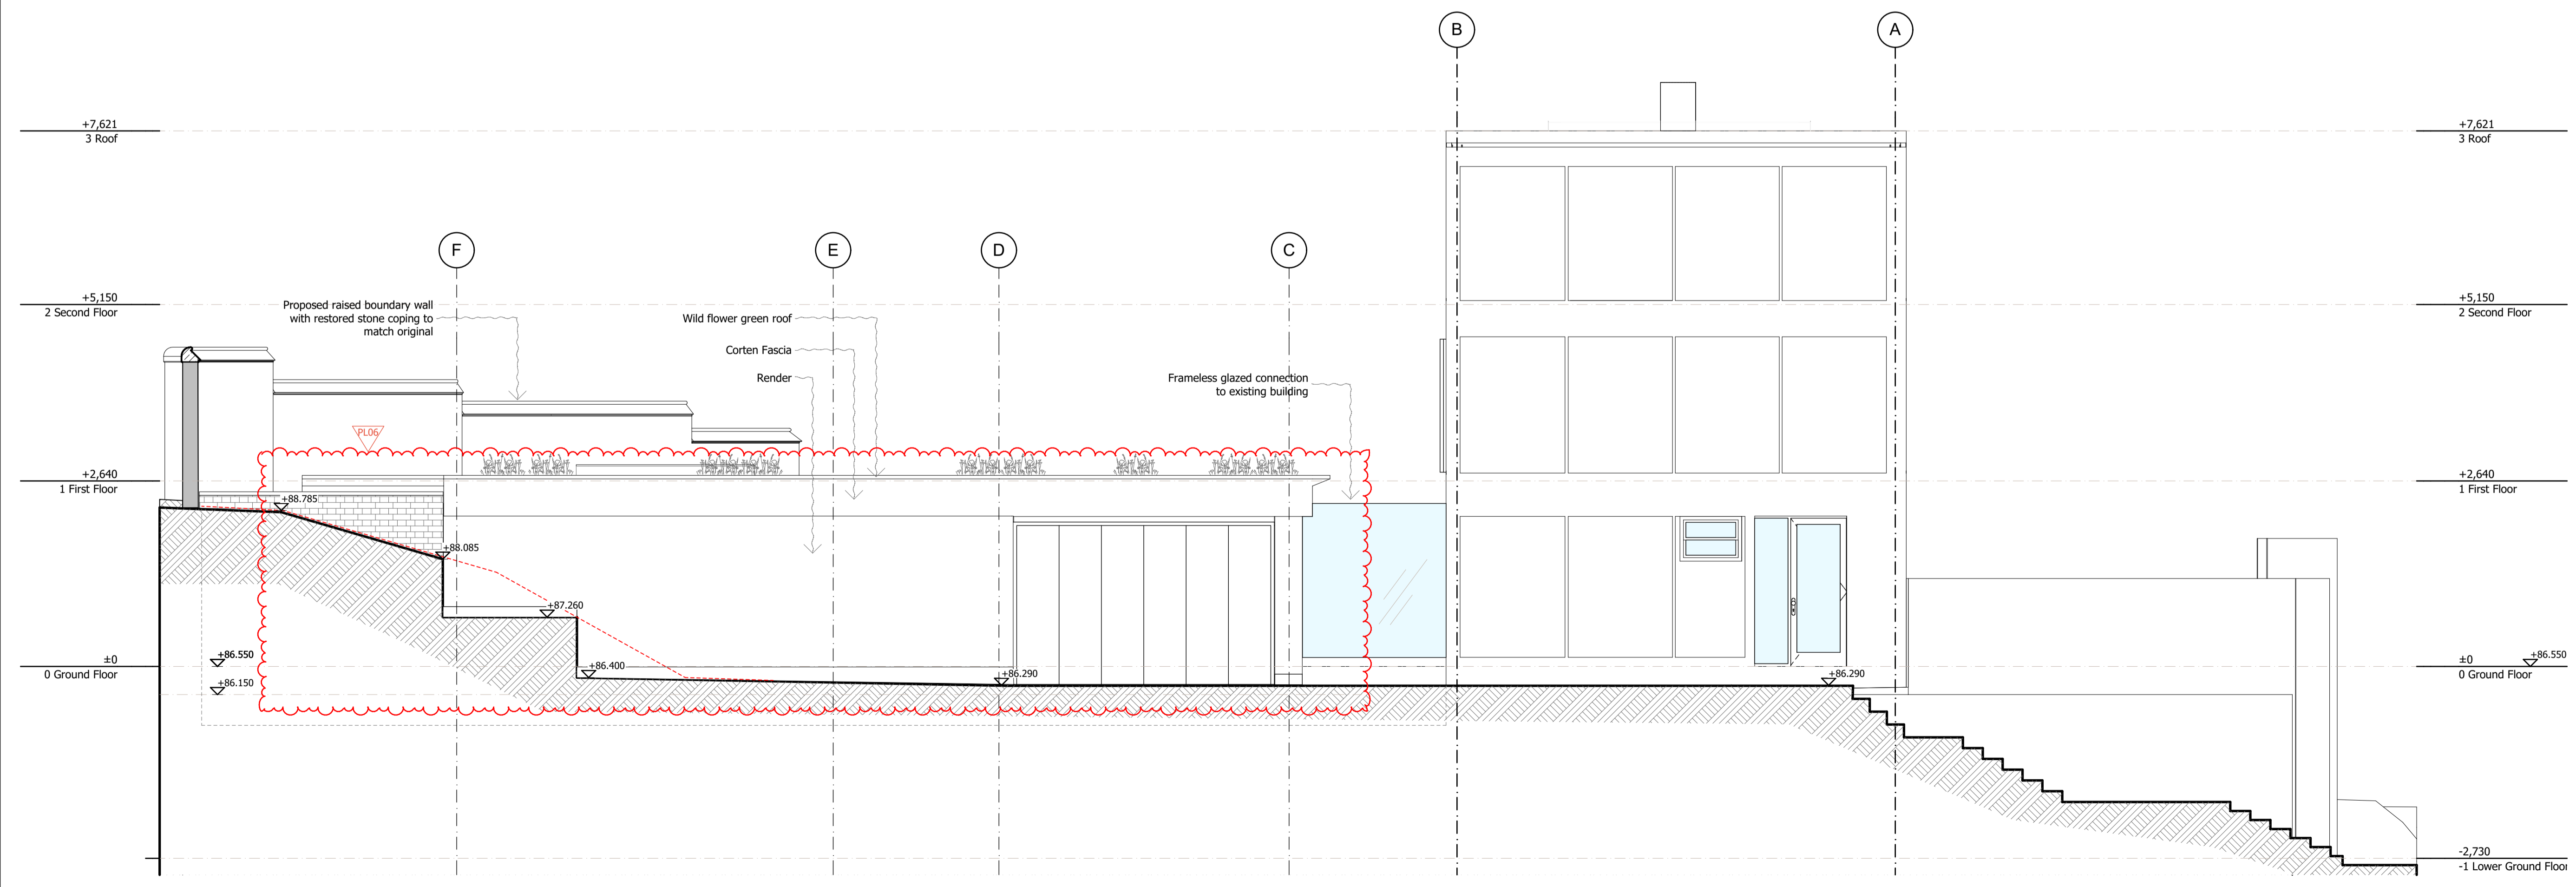 B
A
+7,621
3 Roof
+7,621
3 Roof
F
E
D
C
+5,150
2 Second Floor
Proposed raised boundary wall
with restored stone coping to
match original
Wild flower green roof
Corten Fascia
Render
Frameless glazed connection
to existing building
+5,150
2 Second Floor
PL06
+2,640
1 First Floor
+2,640
1 First Floor
+88.785
+88.085
+87.260
+86.550
±0
0 Ground Floor
+86.150
+86.400
+86.290
+86.290
±0
+86.550
0 Ground Floor
-2,730
-1 Lower Ground Floor